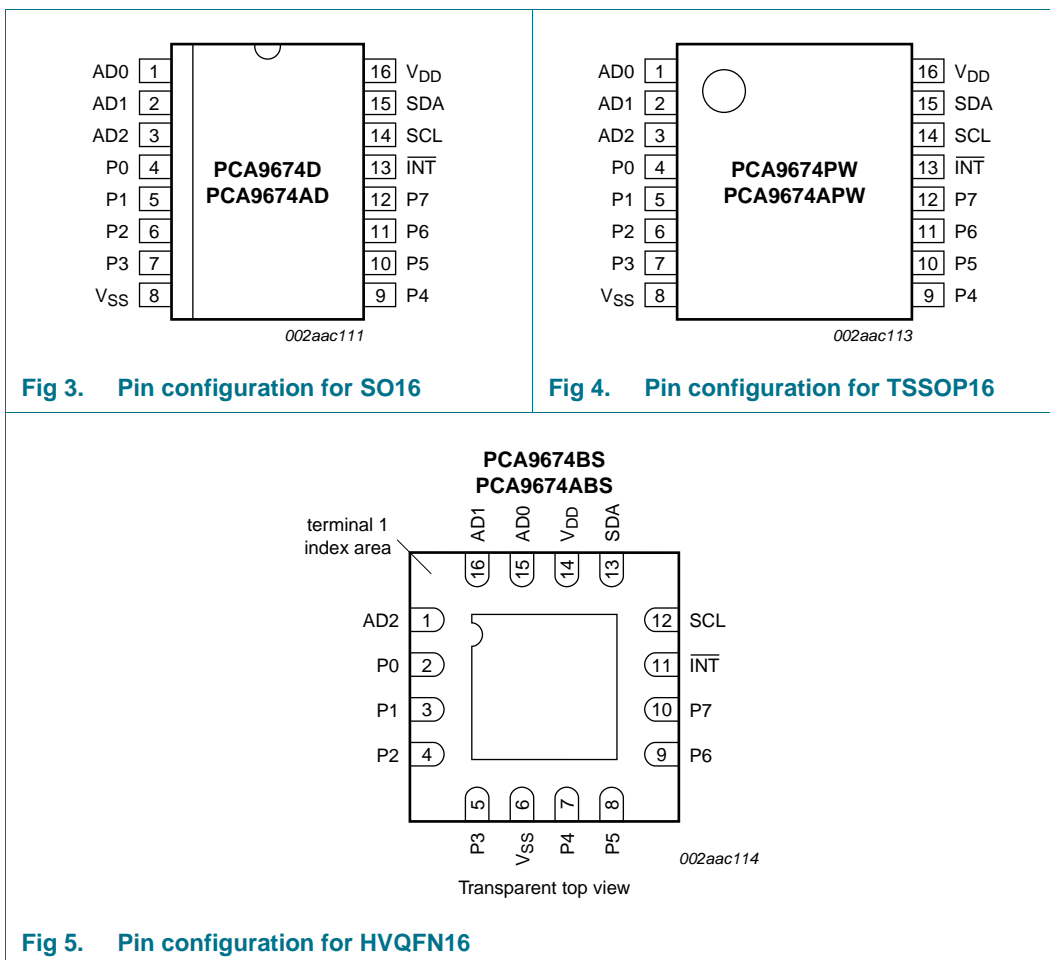 AD0 1
AD1 2
AD2 3
P0 4
P1 5
P2 6
P3 7
VSS 8
PCA9674D
PCA9674AD
16 VDD
15 SDA
14 SCL
13 INT
12 P7
11 P6
10 P5
9 P4
002aac111
Fig 3. Pin configuration for SO16
AD0 1
AD1 2
AD2 3
P0 4
P1 5
P2 6
P3 7
VSS 8
PCA9674PW
PCA9674APW
16 VDD
15 SDA
14 SCL
13 INT
12 P7
11 P6
10 P5
9 P4
002aac113
Fig 4. Pin configuration for TSSOP16
PCA9674BS
PCA9674ABS
terminal 1
index area
AD1 AD0 VDD SDA
16 15 14 13
AD2 1
P0 2
P1 3
P2 4
12 SCL
11 INT
10 P7
9 P6
5 6 7 8
P3 VSS P4 P5
002aac114
Transparent top view
Fig 5. Pin configuration for HVQFN16